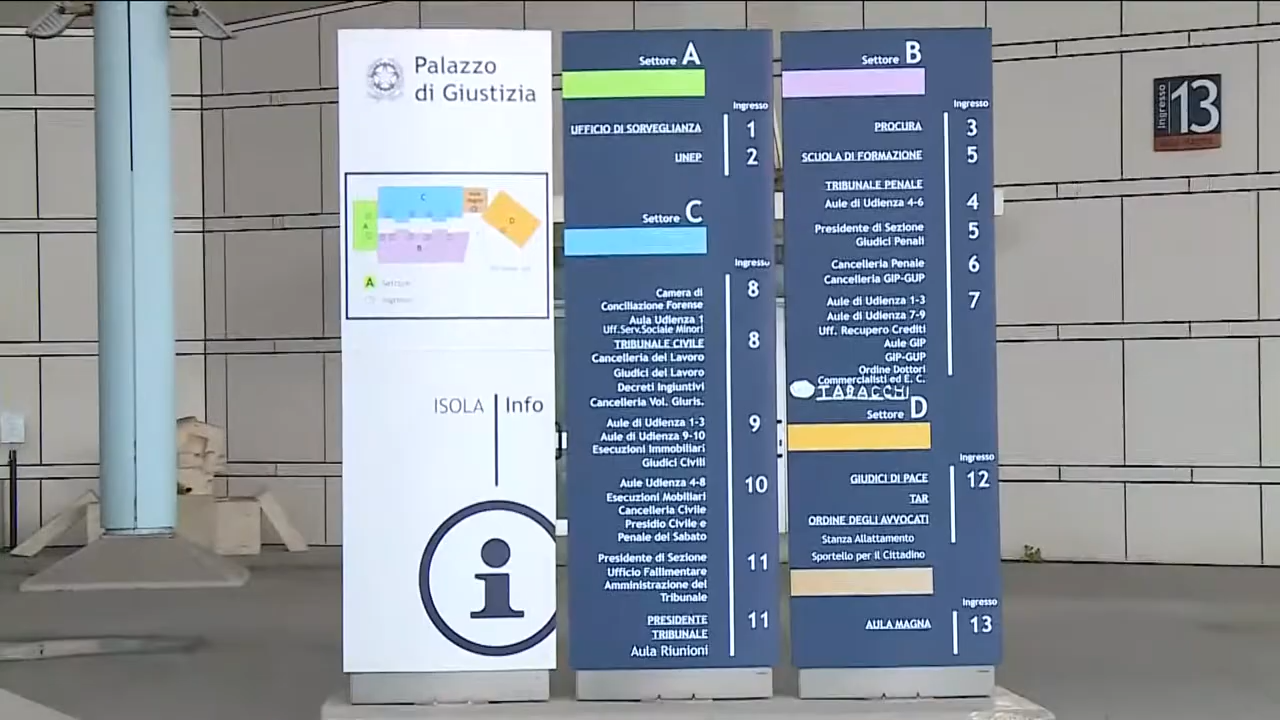 Palazzo
di Giustizia
C
A
B
D
A Settore
Ingresso
ISOLA Info
i
Settore A
Ingresso
UFFICIO DI SORVEGLIANZA 1
UNEP 2
Settore C
Ingresso
Camera di 8
Conciliazione Forense
Aula Udienza 1
Uff.Serv.Sociale Minori
TRIBUNALE CIVILE 8
Cancelleria del Lavoro
Giudici del Lavoro
Decreti Ingiuntivi
Cancelleria Vol. Giuris.
Aule di Udienza 1-3 9
Aule di Udienza 9-10
Esecuzioni Immobiliari
Giudici Civili
Aule Udienza 4-8 10
Esecuzioni Mobiliari
Cancelleria Civile
Presidio Civile e
Penale del Sabato
Presidente di Sezione 11
Ufficio Fallimentare
Amministrazione del
Tribunale
PRESIDENTE 11
TRIBUNALE
Aula Riunioni
Settore B
Ingresso
PROCURA 3
SCUOLA DI FORMAZIONE 5
TRIBUNALE PENALE
Aule di Udienza 4-6 4
Presidente di Sezione 5
Giudici Penali
Cancelleria Penale 6
Cancelleria GIP-GUP
Aule di Udienza 1-3 7
Aule di Udienza 7-9
Uff. Recupero Crediti
Aule GIP
GIP-GUP
Ordine Dottori
Commercialisti ed E. C.
TABACCHI
Settore D
Ingresso
GIUDICI DI PACE 12
TAR
ORDINE DEGLI AVVOCATI
Stanza Allattamento
Sportello per il Cittadino
Ingresso
AULA MAGNA 13
Ingresso 13